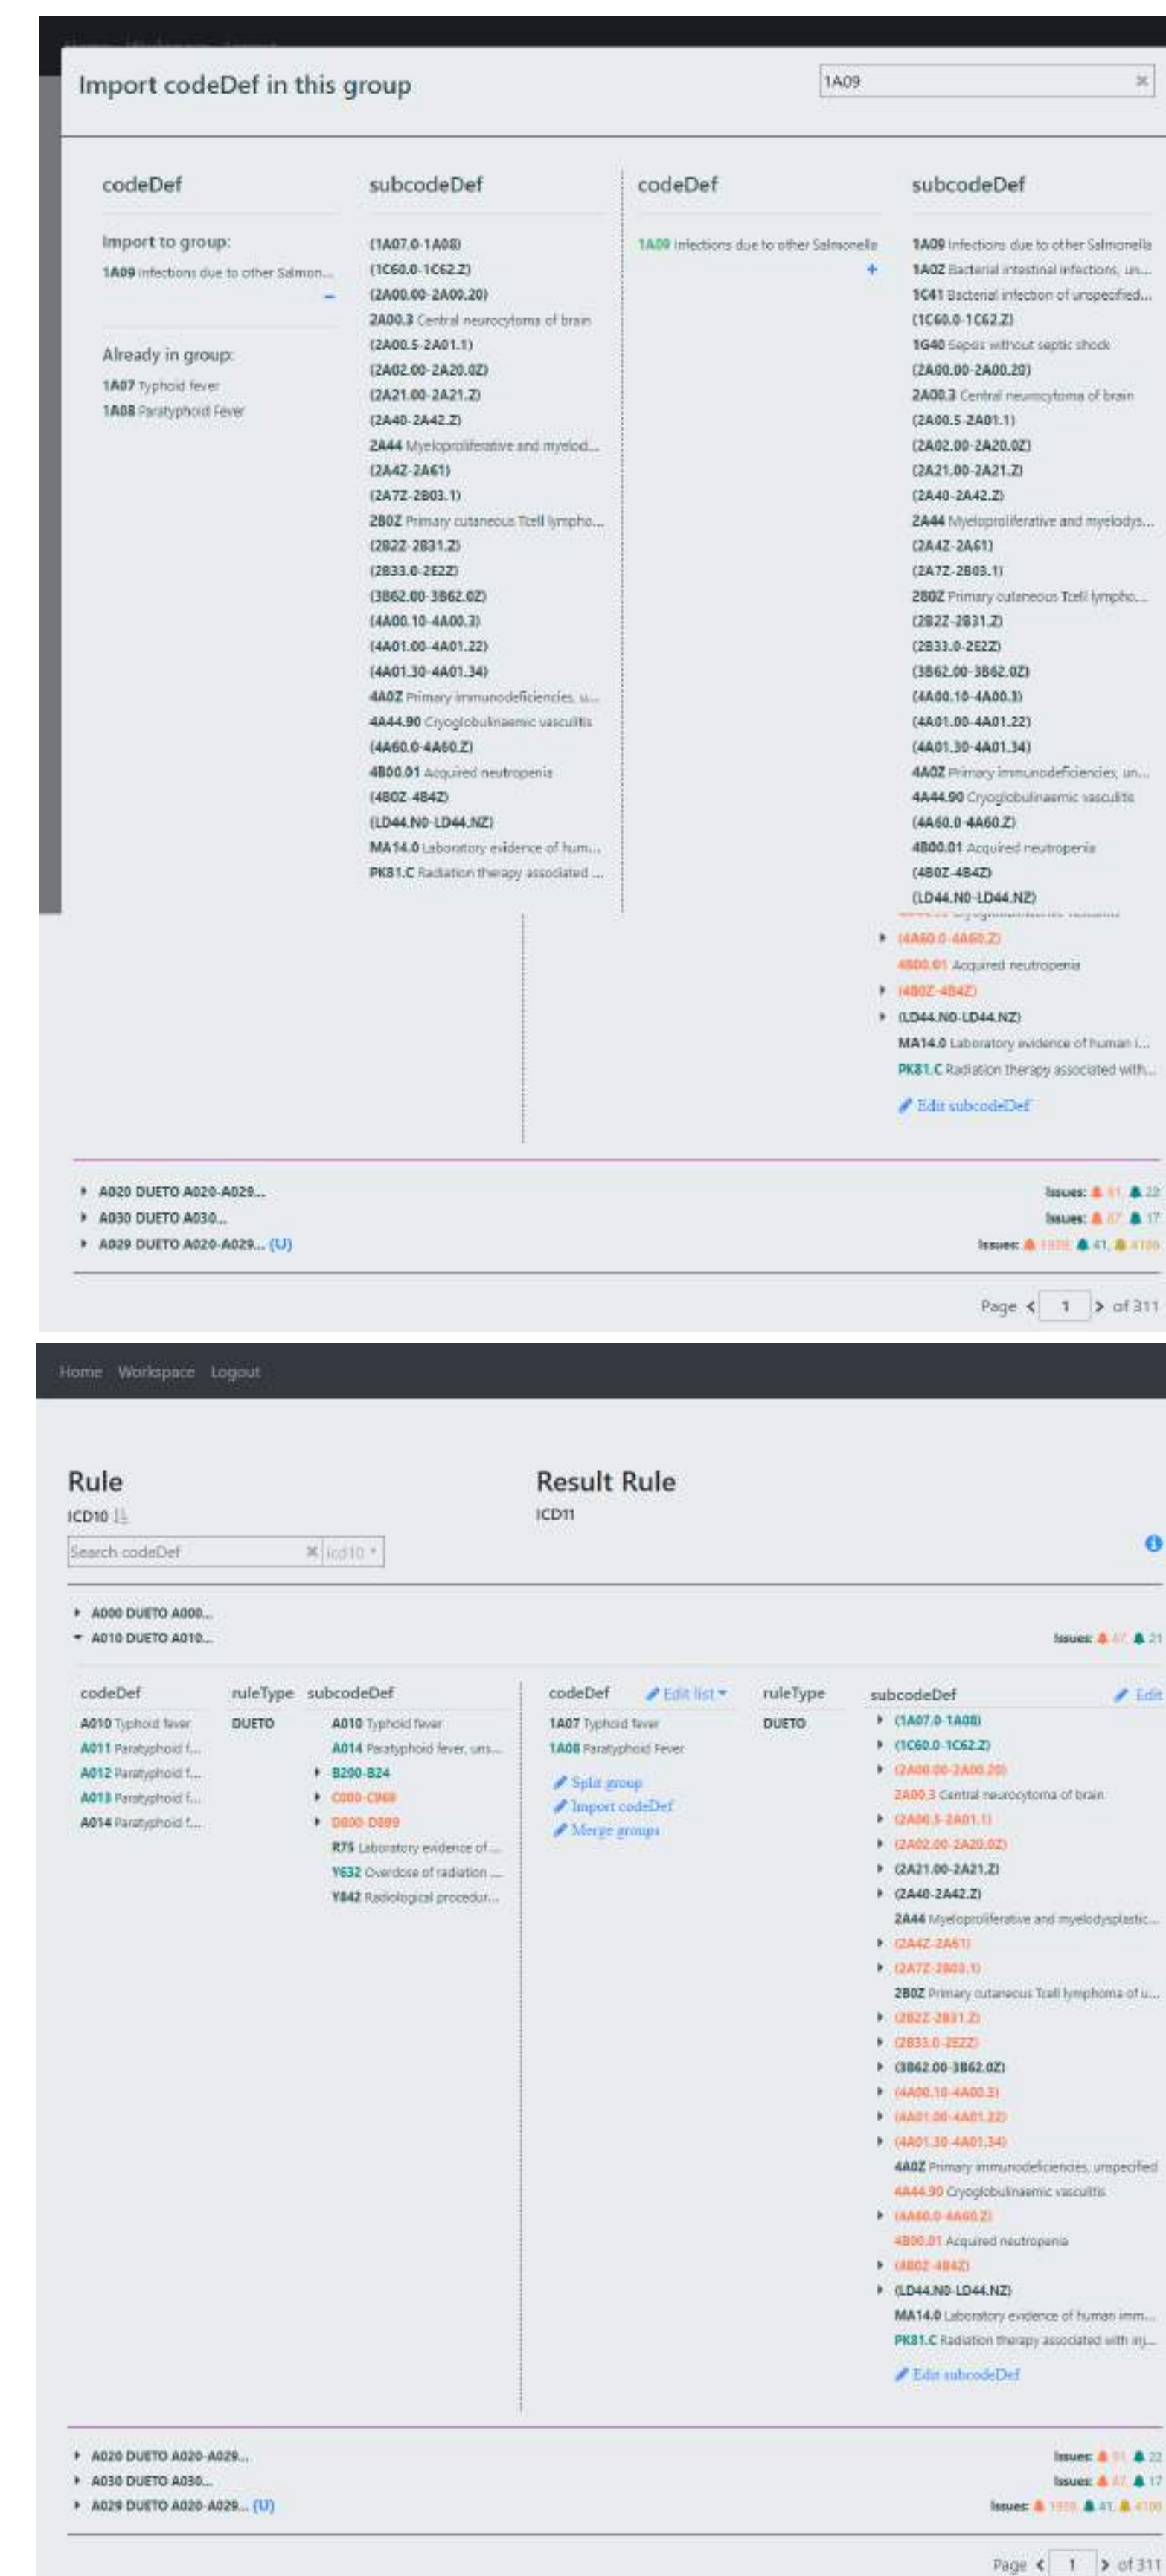 Import codeDef in this group
1A09
codeDef
Import to group:
1A09 Infections due to other Salmon...
Already in group:
1A07 Typhoid fever
1A08 Paratyphoid Fever
subcodeDef
(1A07.0-1A08)
(1C60.0-1C62.Z)
(2A00.00-2A00.20)
2A00.3 Central neurocytoma of brain
(2A00.5-2A01.1)
(2A02.00-2A20.0Z)
(2A21.00-2A21.Z)
(2A40-2A42.Z)
2A44 Myeloproliferative and myelod...
(2A4Z-2A61)
(2A7Z-2B03.1)
2B0Z Primary cutaneous Tcell lympho...
(2B2Z-2B31.Z)
(2B33.0-2E2Z)
(3B62.00-3B62.0Z)
(4A00.10-4A00.3)
(4A01.00-4A01.22)
(4A01.30-4A01.34)
4A0Z Primary immunodeficiencies, u...
4A44.90 Cryoglobulinaemic vasculitis
(4A60.0-4A60.Z)
4B00.01 Acquired neutropenia
(4B0Z-4B4Z)
(LD44.N0-LD44.NZ)
MA14.0 Laboratory evidence of hum...
PK81.C Radiation therapy associated ...
codeDef
1A09 Infections due to other Salmonella
subcodeDef
1A09 Infections due to other Salmonella
1A0Z Bacterial intestinal infections, un...
1C41 Bacterial infection of unspecified...
(1C60.0-1C62.Z)
1G40 Sepsis without septic shock
(2A00.00-2A00.20)
2A00.3 Central neurocytoma of brain
(2A00.5-2A01.1)
(2A02.00-2A20.0Z)
(2A21.00-2A21.Z)
(2A40-2A42.Z)
2A44 Myeloproliferative and myelodys...
(2A4Z-2A61)
(2A7Z-2B03.1)
2B0Z Primary cutaneous Tcell lympho...
(2B2Z-2B31.Z)
(2B33.0-2E2Z)
(3B62.00-3B62.0Z)
(4A00.10-4A00.3)
(4A01.00-4A01.22)
(4A01.30-4A01.34)
4A0Z Primary immunodeficiencies, un...
4A44.90 Cryoglobulinaemic vasculitis
(4A60.0-4A60.Z)
4B00.01 Acquired neutropenia
(4B0Z-4B4Z)
(LD44.N0-LD44.NZ)
(4A60.0-4A60.Z)
4B00.01 Acquired neutropenia
(4B0Z-4B4Z)
(LD44.N0-LD44.NZ)
MA14.0 Laboratory evidence of human i...
PK81.C Radiation therapy associated with...
Edit subcodeDef
A020 DUETO A020-A029... Issues: 91, 22
A030 DUETO A030... Issues: 87, 17
A029 DUETO A020-A029... (U) Issues: 41,
Page 1 of 311
Home Workspace Logout
Rule
ICD10
Search codeDef icd10
Result Rule
ICD11
A000 DUETO A000...
A010 DUETO A010... Issues: 87, 21
codeDef
A010 Typhoid fever
A011 Paratyphoid f...
A012 Paratyphoid f...
A013 Paratyphoid f...
A014 Paratyphoid f...
ruleType
DUETO
subcodeDef
A010 Typhoid fever
A014 Paratyphoid fever, uns...
B200-B24
C000-C969
D800-D899
R75 Laboratory evidence of ...
Y632 Overdose of radiation ...
Y842 Radiological procedur...
codeDef Edit list
1A07 Typhoid fever
1A08 Paratyphoid Fever
Split group
Import codeDef
Merge groups
ruleType
DUETO
subcodeDef Edit
(1A07.0-1A08)
(1C60.0-1C62.Z)
(2A00.00-2A00.20)
2A00.3 Central neurocytoma of brain
(2A00.5-2A01.1)
(2A02.00-2A20.0Z)
(2A21.00-2A21.Z)
(2A40-2A42.Z)
2A44 Myeloproliferative and myelodysplastic...
(2A4Z-2A61)
(2A7Z-2B03.1)
2B0Z Primary cutaneous Tcell lymphoma of u...
(2B2Z-2B31.Z)
(2B33.0-2E2Z)
(3B62.00-3B62.0Z)
(4A00.10-4A00.3)
(4A01.00-4A01.22)
(4A01.30-4A01.34)
4A0Z Primary immunodeficiencies, unspecified
4A44.90 Cryoglobulinaemic vasculitis
(4A60.0-4A60.Z)
4B00.01 Acquired neutropenia
(4B0Z-4B4Z)
(LD44.N0-LD44.NZ)
MA14.0 Laboratory evidence of human imm...
PK81.C Radiation therapy associated with inj...
Edit subcodeDef
A020 DUETO A020-A029... Issues: 91, 22
A030 DUETO A030... Issues: 87, 17
A029 DUETO A020-A029... (U) Issues: 41,
Page 1 of 311